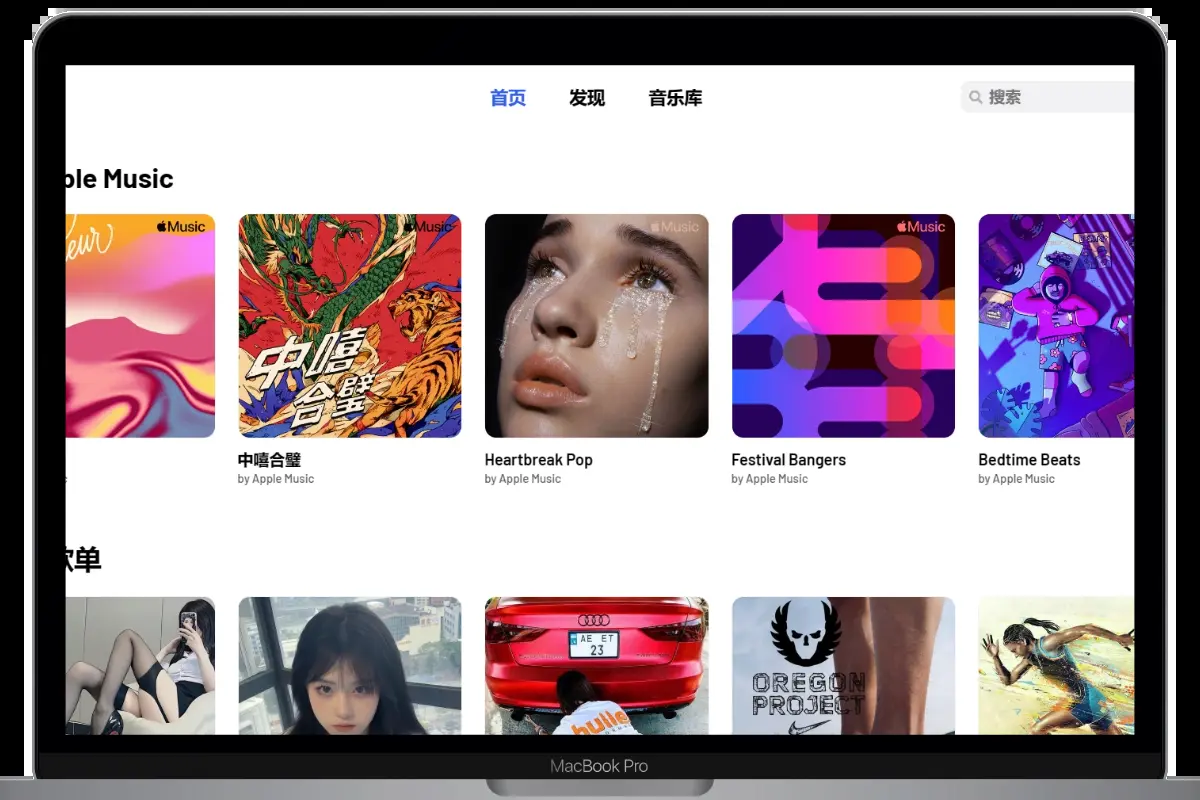 首页 发现 音乐库
搜索
ple Music
eur
Music
Music
Music
Music
中嘻
合璧
中嘻合璧
Heartbreak Pop
Festival Bangers
Bedtime Beats
by Apple Music
by Apple Music
by Apple Music
by Apple Music
歌单
AE ET
23
bulle
OREGON
PROJECT
MacBook Pro